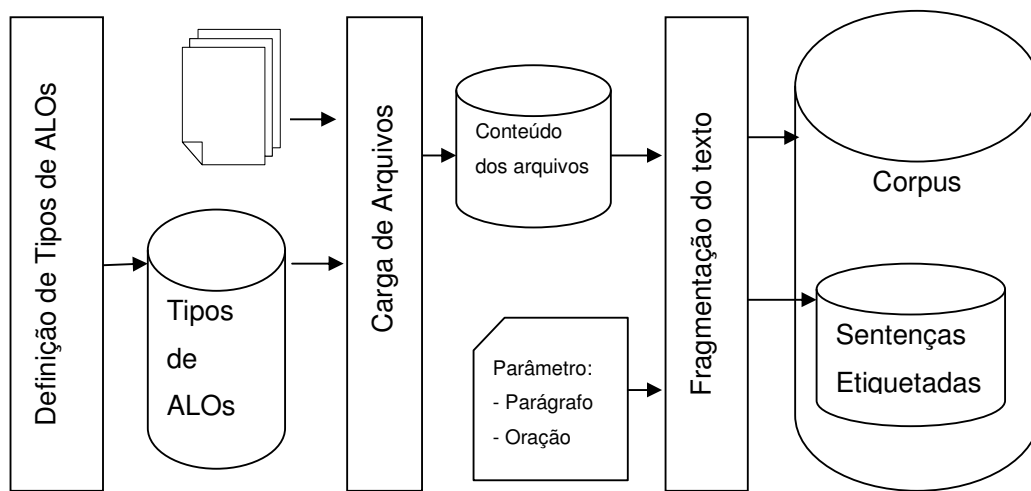 Definição de Tipos de ALOs
Tipos
de
ALOs
Carga de Arquivos
Conteúdo
dos arquivos
Parâmetro:
- Parágrafo
- Oração
Fragmentação do texto
Corpus
Sentenças
Etiquetadas